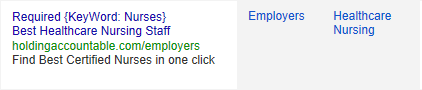 Required {KeyWord: Nurses}
Best Healthcare Nursing Staff
holdingaccountable.com/employers
Find Best Certified Nurses in one click
Employers
Healthcare
Nursing